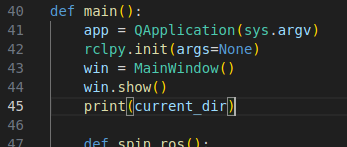 40 def main():
41 app = QApplication(sys.argv)
42 rclpy.init(args=None)
43 win = MainWindow()
44 win.show()
45 print(current_dir)
46
47 def spin_ros():